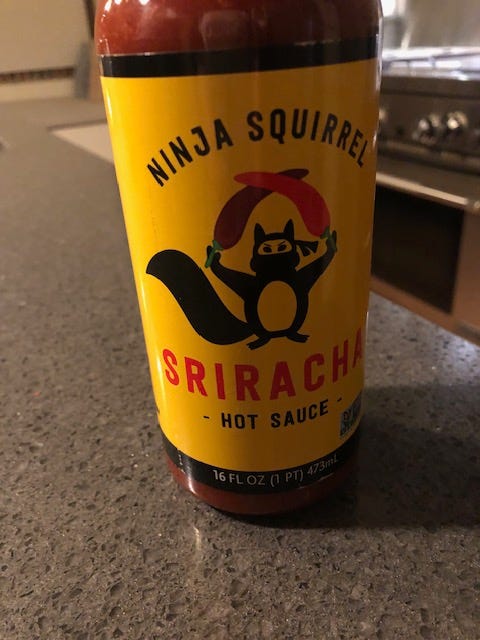 NINJA SQUIRREL
SRIRACHA
- HOT SAUCE -
16 FL OZ (1 PT) 473mL